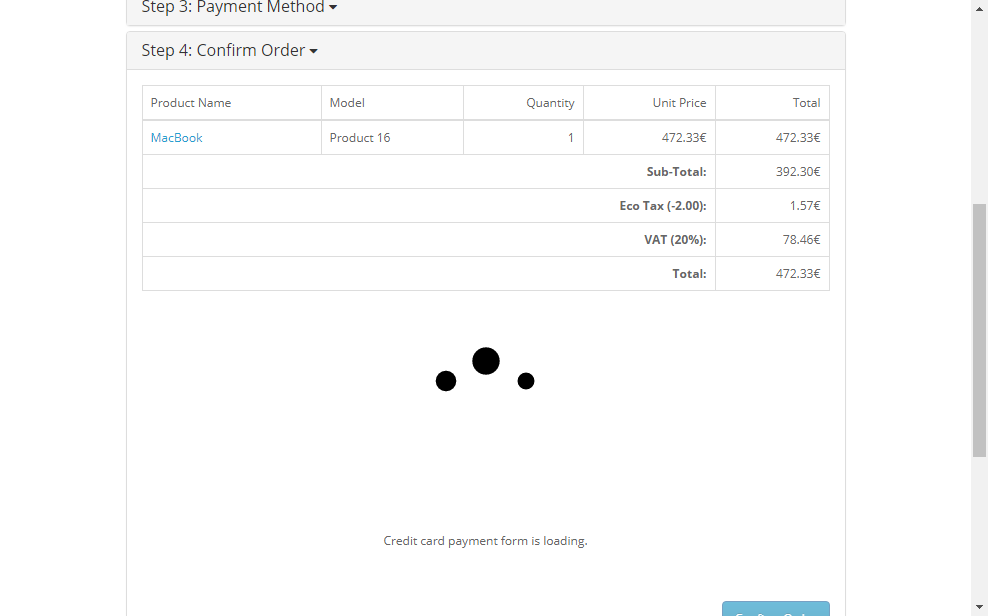 Step 3: Payment Method
Step 4: Confirm Order
Product Name Model Quantity Unit Price Total
MacBook Product 16 1 472.33€ 472.33€
Sub-Total: 392.30€
Eco Tax (-2.00): 1.57€
VAT (20%): 78.46€
Total: 472.33€
Credit card payment form is loading.